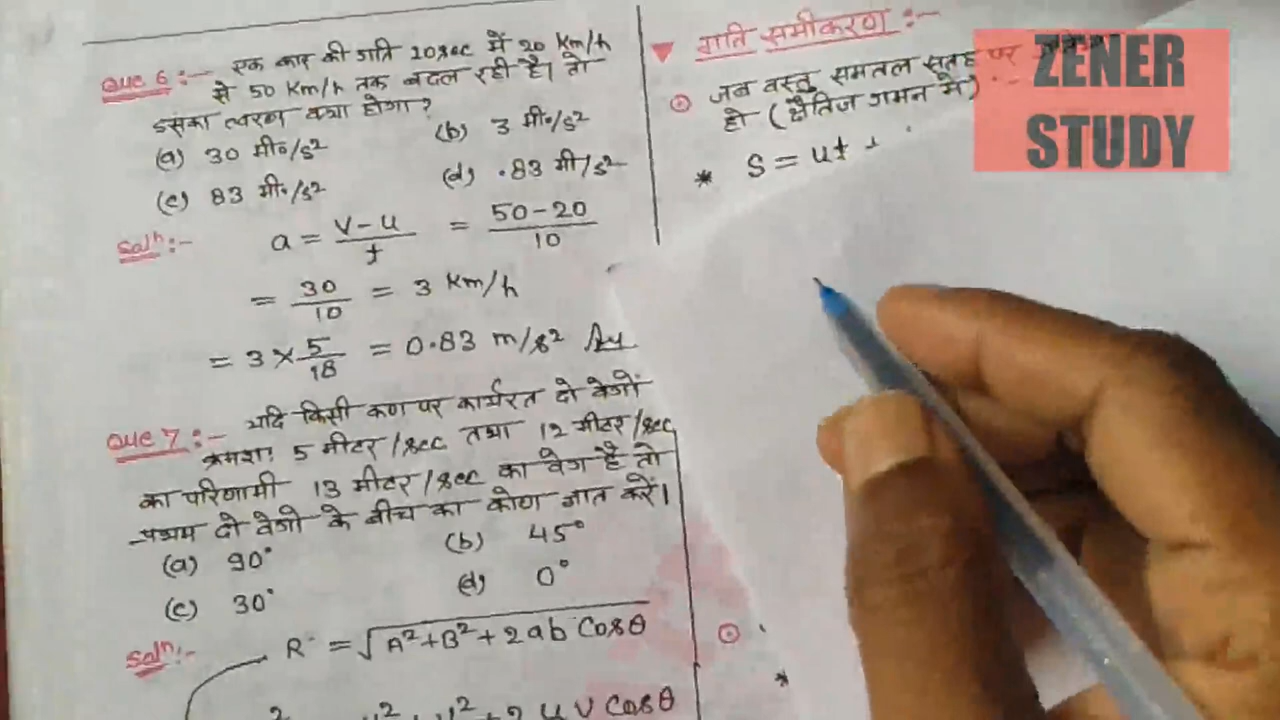 Que 6 :- एक कार की गति 10sec में 20 Km/h
से 50 Km/h तक बदल रही है। तो
इसका त्वरण क्या होगा ?
(a) 30 मी०/s² (b) 3 मी०/s²
(c) 83 मी०/s² (d) .83 मी/s²
Solⁿ :- a = (v-u)/t = (50-20)/10
= 30/10 = 3 Km/h
= 3 × 5/18 = 0.83 m/s² Ans
Que 7 :- यदि किसी कण पर कार्यरत दो वेगों
क्रमशः 5 मीटर/sec तथा 12 मीटर/sec
का परिणामी 13 मीटर/sec का वेग है तो
प्रथम दो वेगो के बीच का कोण ज्ञात करें।
(a) 90° (b) 45°
(c) 30° (d) 0°
Solⁿ :- R = √A²+B²+2ab Cosθ
u v Cosθ
गति समीकरण :-
जब वस्तु समतल सतह पर
हो (क्षैतिज गमन में)
* S = ut +
*
ZENER
STUDY